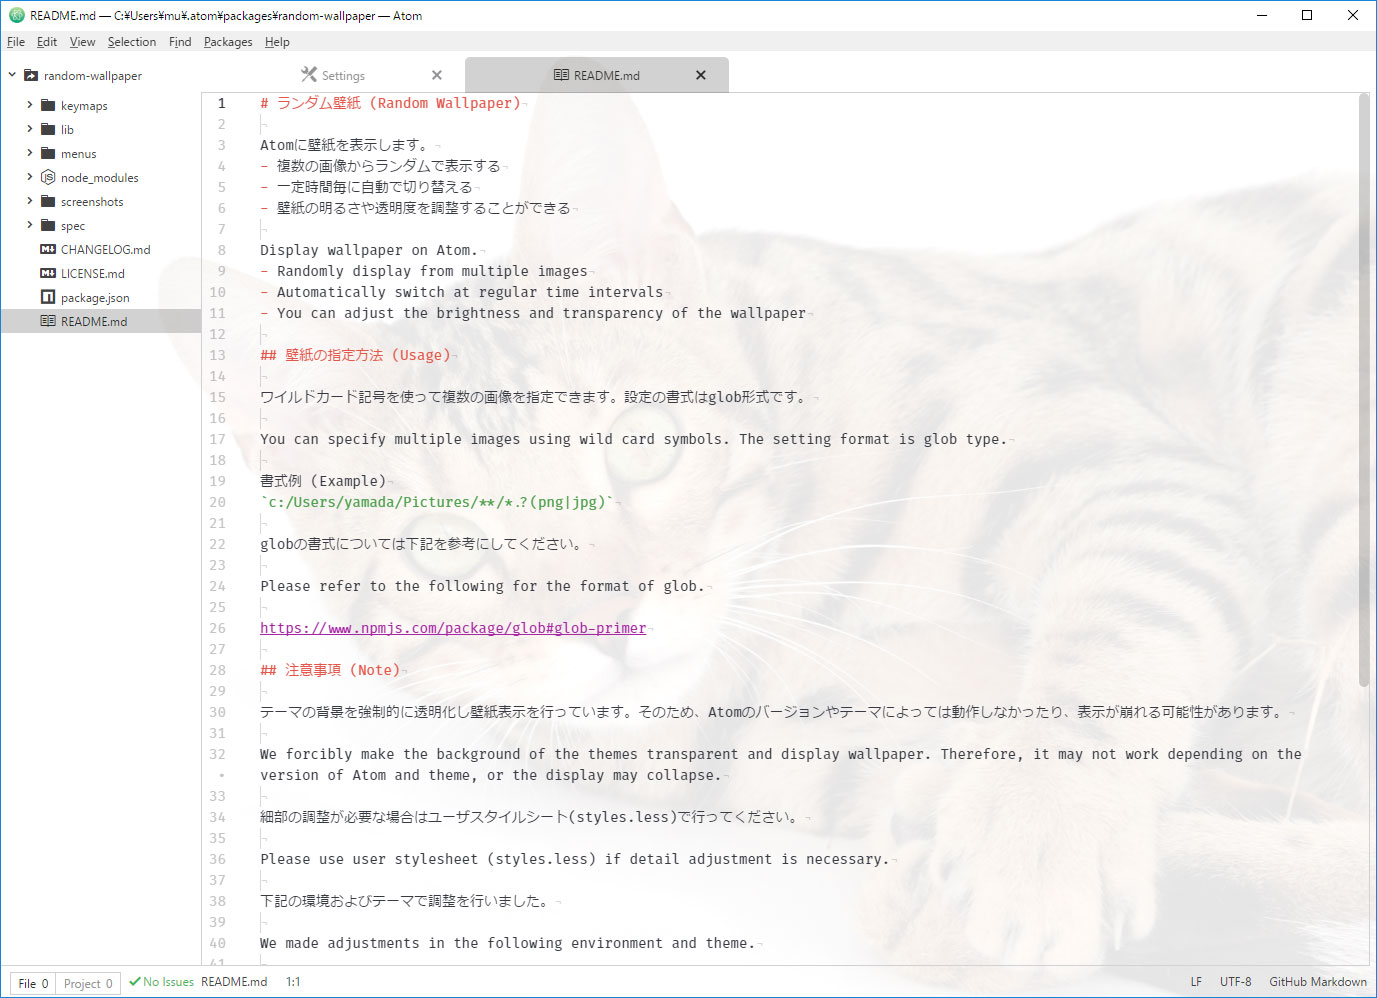 README.md — C:¥Users¥mu¥.atom¥packages¥random-wallpaper — Atom
File Edit View Selection Find Packages Help
random-wallpaper
Settings
README.md
keymaps
lib
menus
node_modules
screenshots
spec
CHANGELOG.md
LICENSE.md
package.json
README.md
1 # ランダム壁紙 (Random Wallpaper)
2
3 Atomに壁紙を表示します。
4 - 複数の画像からランダムで表示する
5 - 一定時間毎に自動で切り替える
6 - 壁紙の明るさや透明度を調整することができる
7
8 Display wallpaper on Atom.
9 - Randomly display from multiple images
10 - Automatically switch at regular time intervals
11 - You can adjust the brightness and transparency of the wallpaper
12
13 ## 壁紙の指定方法 (Usage)
14
15 ワイルドカード記号を使って複数の画像を指定できます。設定の書式はglob形式です。
16
17 You can specify multiple images using wild card symbols. The setting format is glob type.
18
19 書式例 (Example)
20 `c:/Users/yamada/Pictures/**/*.?(png|jpg)`
21
22 globの書式については下記を参考にしてください。
23
24 Please refer to the following for the format of glob.
25
26 https://www.npmjs.com/package/glob#glob-primer
27
28 ## 注意事項 (Note)
29
30 テーマの背景を強制的に透明化し壁紙表示を行っています。そのため、Atomのバージョンやテーマによっては動作しなかったり、表示が崩れる可能性があります。
31
32 We forcibly make the background of the themes transparent and display wallpaper. Therefore, it may not work depending on the
• version of Atom and theme, or the display may collapse.
33
34 細部の調整が必要な場合はユーザスタイルシート(styles.less)で行ってください。
35
36 Please use user stylesheet (styles.less) if detail adjustment is necessary.
37
38 下記の環境およびテーマで調整を行いました。
39
40 We made adjustments in the following environment and theme.
41
File 0 Project 0 No Issues README.md 1:1 LF UTF-8 GitHub Markdown